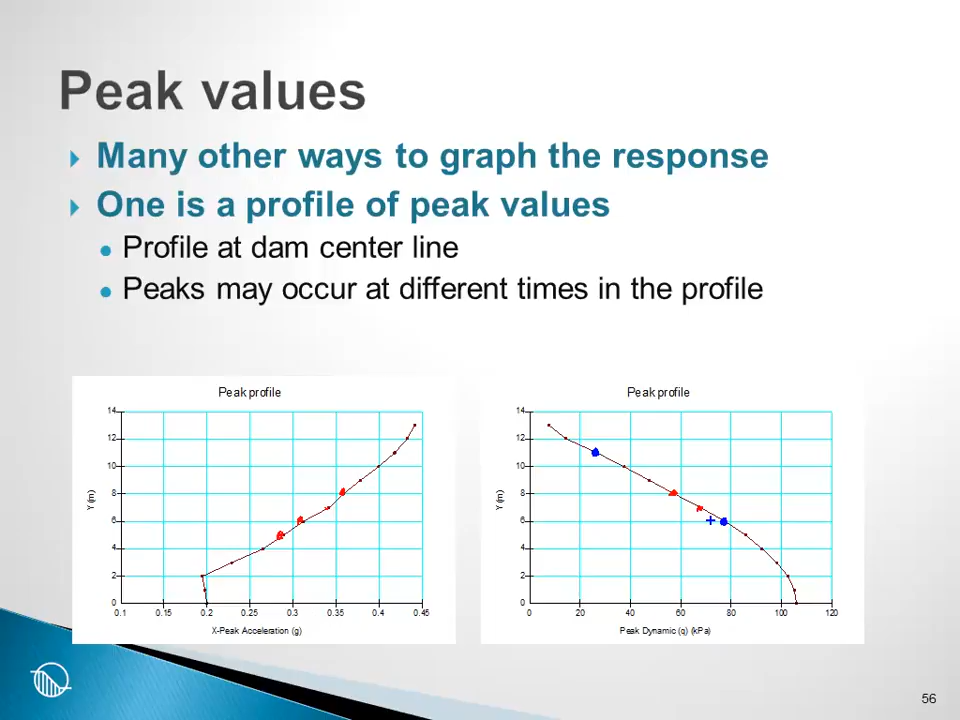 Peak values
Many other ways to graph the response
One is a profile of peak values
Profile at dam center line
Peaks may occur at different times in the profile
Peak profile
14
12
10
8
6
4
2
0
Y (m)
0.1 0.15 0.2 0.25 0.3 0.35 0.4 0.45
X-Peak Acceleration (g)
Peak profile
14
12
10
8
6
4
2
0
Y (m)
0 20 40 60 80 100 120
Peak Dynamic (q) (kPa)
56